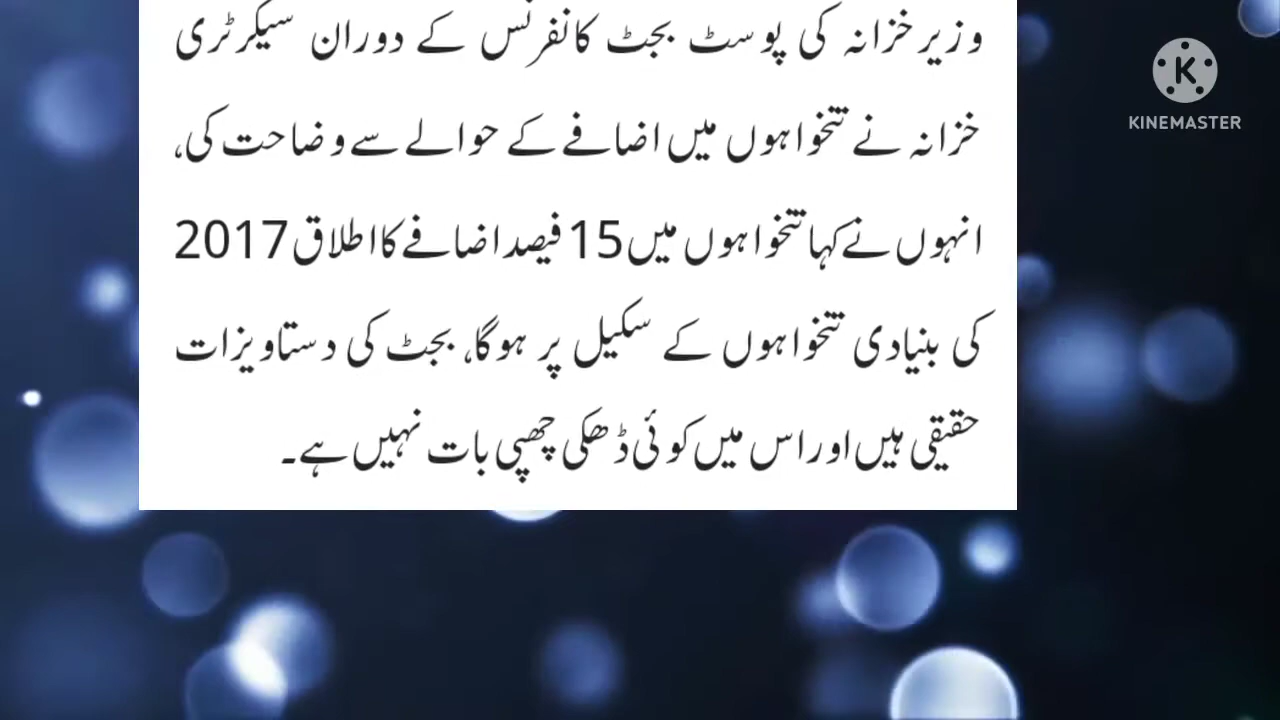 وزیر خزانہ کی پوسٹ بجٹ کانفرنس کے دوران سیکرٹری
خزانہ نے تنخواہوں میں اضافے کے حوالے سے وضاحت کی،
انہوں نے کہا تنخواہوں میں 15 فیصد اضافے کا اطلاق 2017
کی بنیادی تنخواہوں کے سکیل پر ہوگا، بجٹ کی دستاویزات
حقیقی ہیں اور اس میں کوئی ڈھکی چھپی بات نہیں ہے۔
K
KINEMASTER